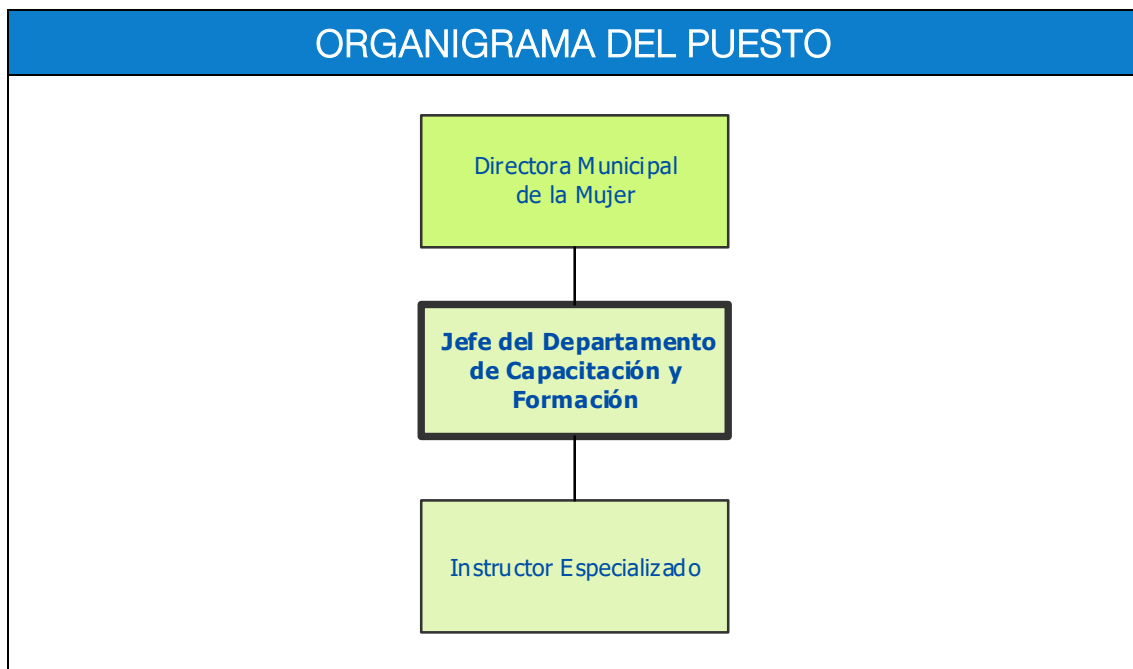 ORGANIGRAMA DEL PUESTO
Directora Municipal
de la Mujer
Jefe del Departamento
de Capacitación y
Formación
Instructor Especializado